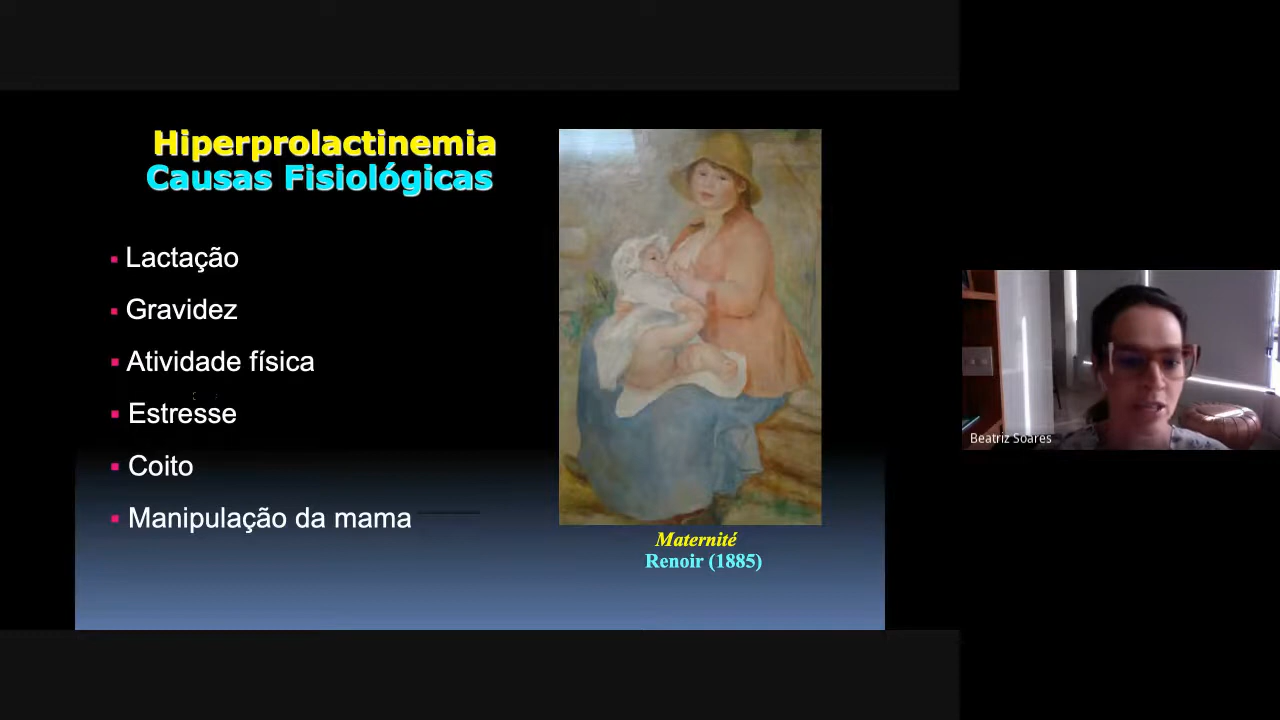 Hiperprolactinemia
Causas Fisiológicas
Lactação
Gravidez
Atividade física
Estresse
Coito
Manipulação da mama
Maternité
Renoir (1885)
Beatriz Soares